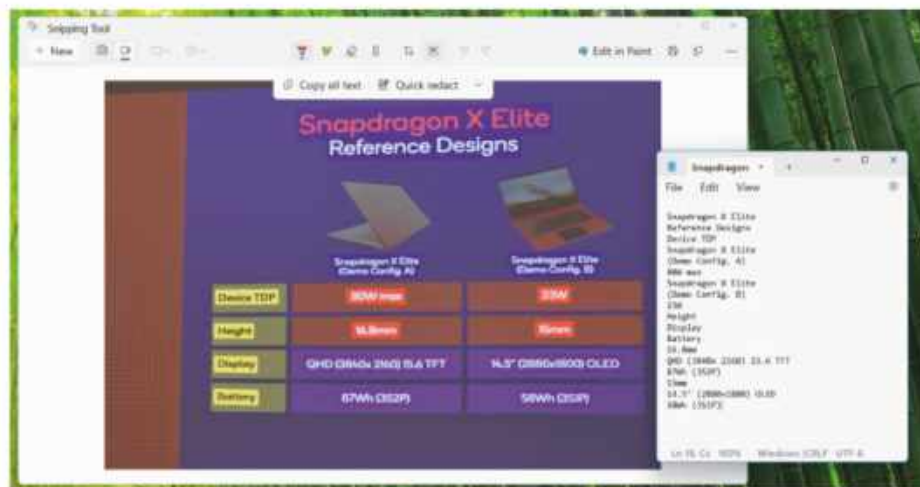 Snipping Tool
+ New
Edit in Paint
Copy all text
Quick redact
Snapdragon X Elite
Reference Designs
Snapdragon X Elite
(Demo Config. A)
Snapdragon X Elite
(Demo Config. B)
Device TDP
80W max
23W
Height
16.8mm
15mm
Display
QHD (3840x 2160) 15.6 TFT
14.5" (2880x1800) OLED
Battery
87Wh (3S2P)
58Wh (3S1P)
Snapdragon
File Edit View
Snapdragon X Elite
Reference Designs
Device TDP
Snapdragon X Elite
(Demo Config. A)
80W max
Snapdragon X Elite
(Demo Config. B)
23W
Height
Display
Battery
16.8mm
QHD (3840x 2160) 15.6 TFT
87Wh (3S2P)
15mm
14.5" (2880x1800) OLED
58Wh (3S1P)
100%
Windows (CRLF
UTF-8